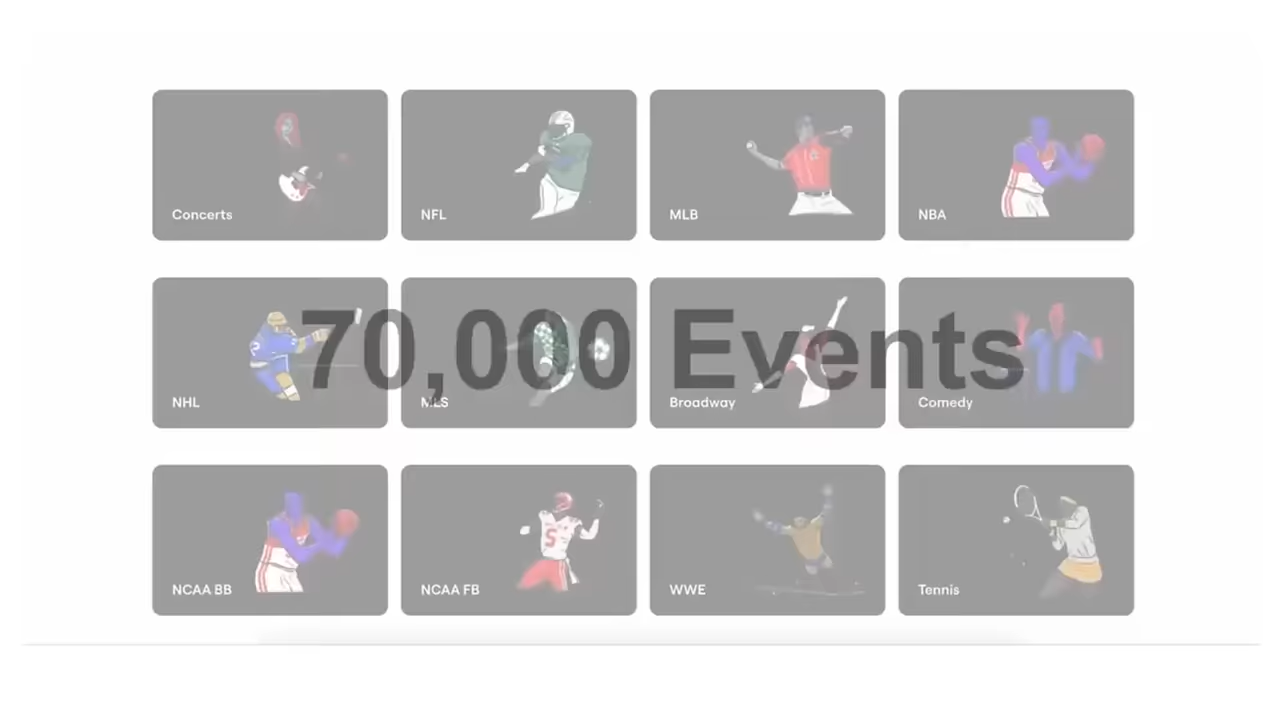 Concerts
NFL
MLB
NBA
70,000 Events
NHL
MLS
Broadway
Comedy
NCAA BB
NCAA FB
WWE
Tennis